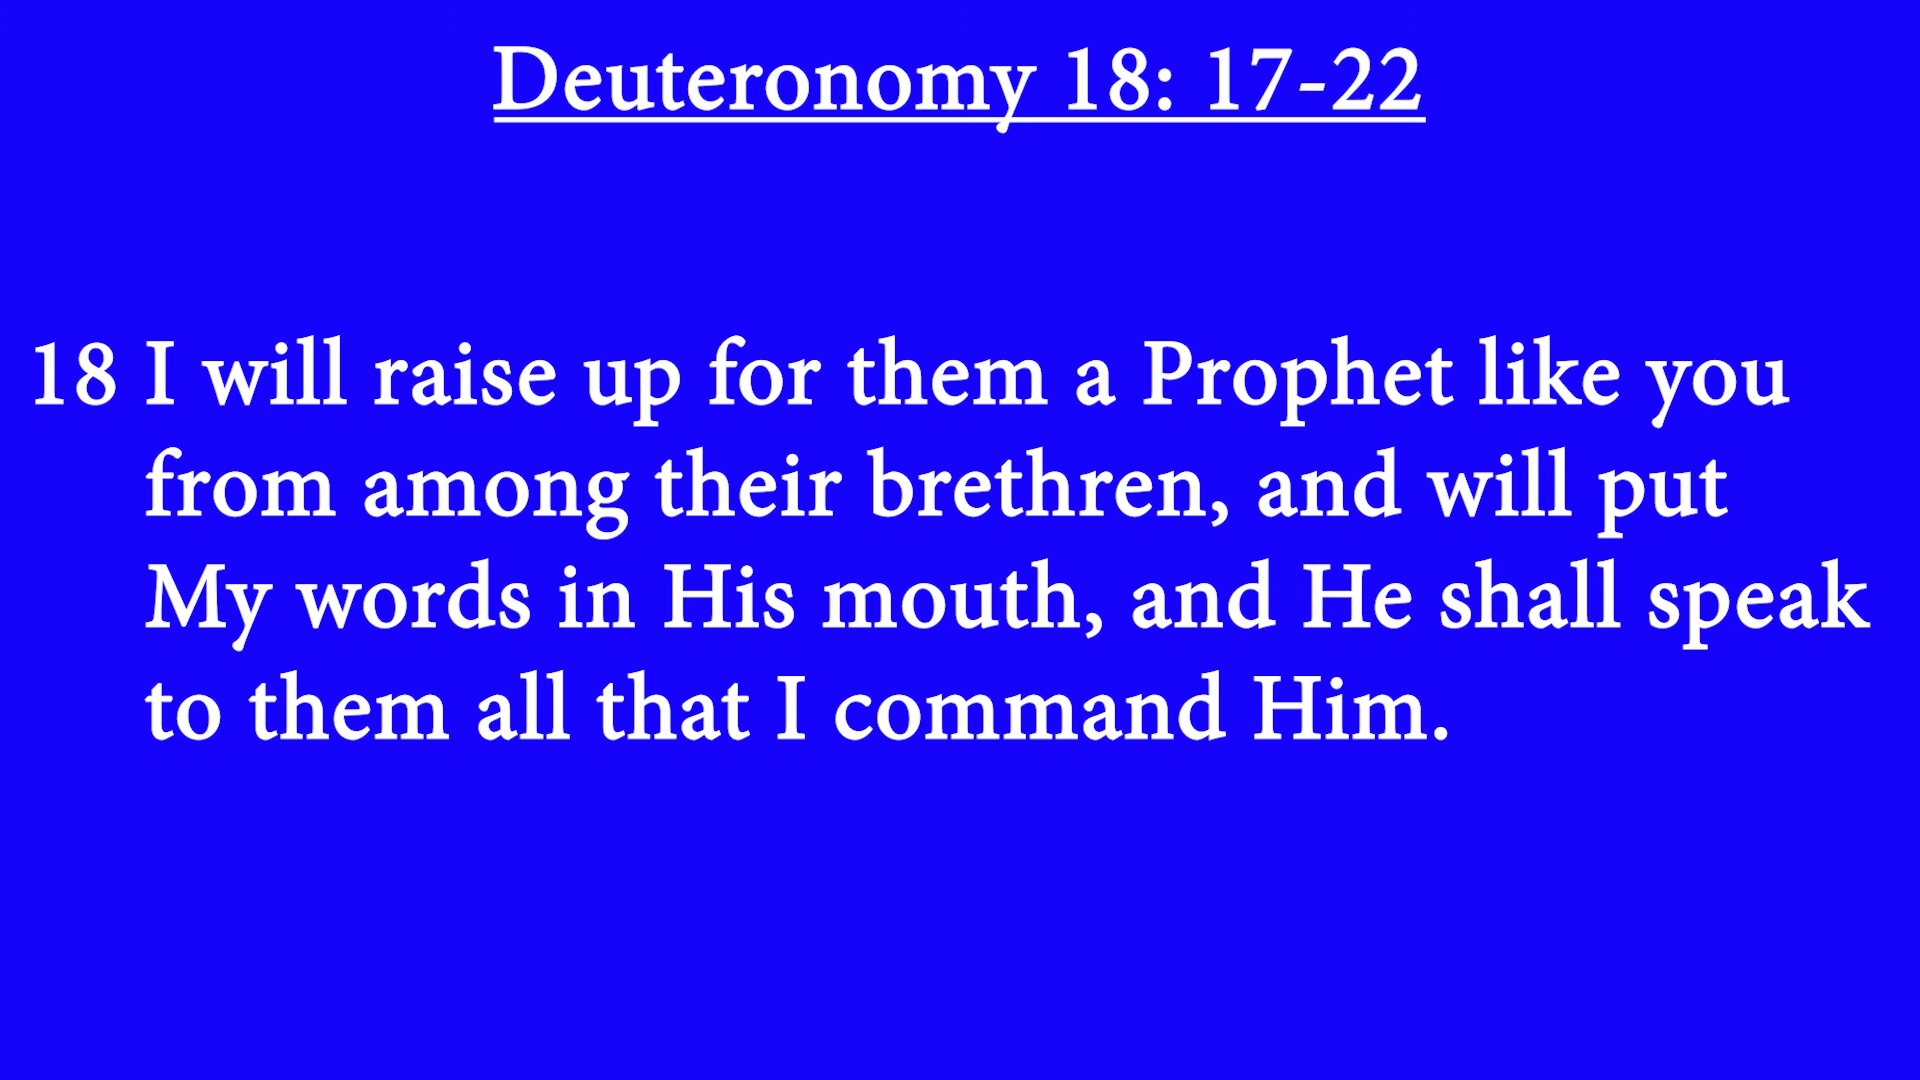 Deuteronomy 18: 17-22
18 I will raise up for them a Prophet like you
from among their brethren, and will put
My words in His mouth, and He shall speak
to them all that I command Him.